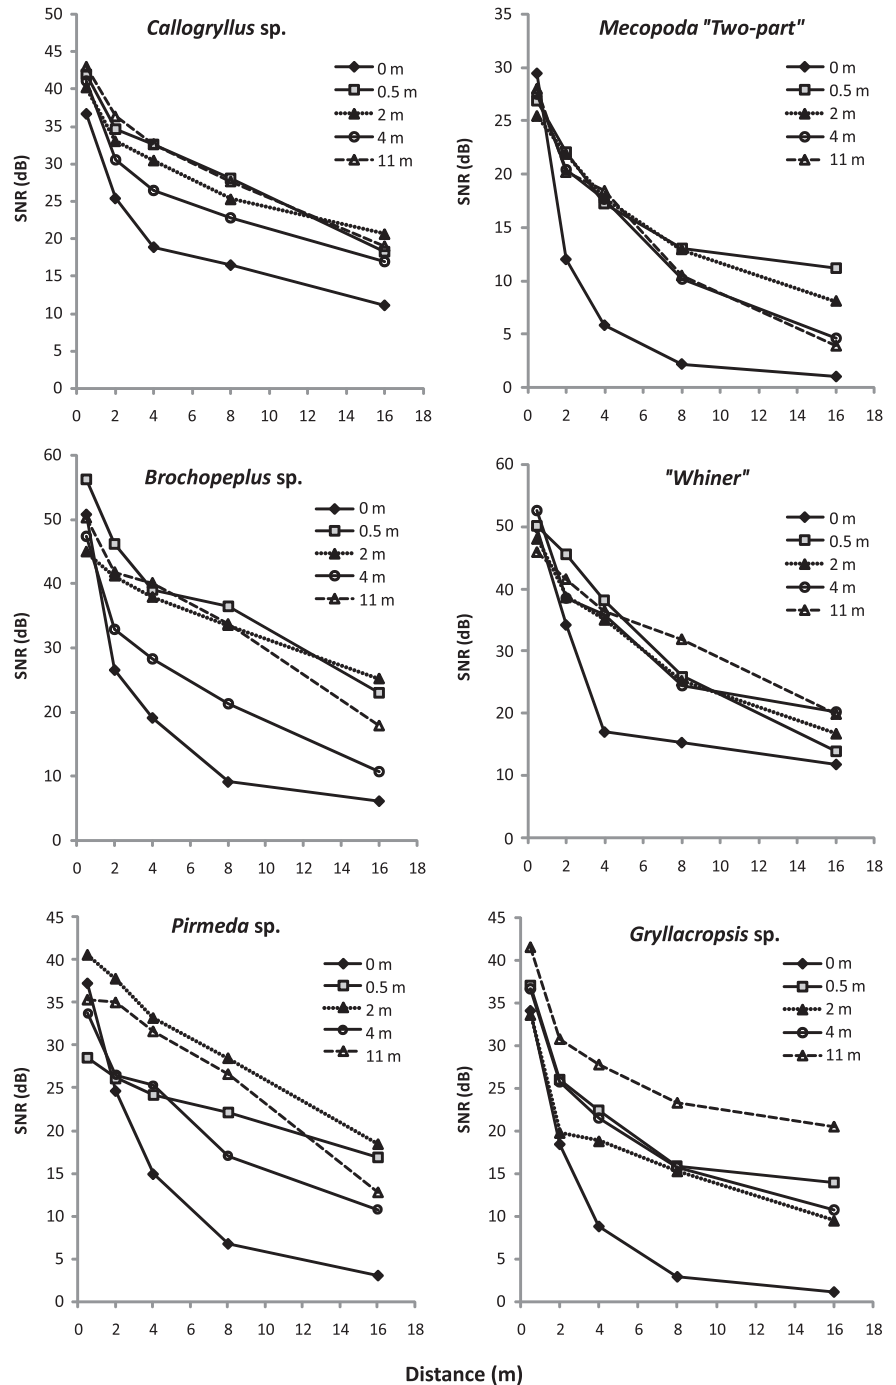 Callogryllus sp.
SNR (dB)
50
45
40
35
30
25
20
15
10
5
0
0 2 4 6 8 10 12 14 16 18
0 m
0.5 m
2 m
4 m
11 m
Mecopoda "Two-part"
SNR (dB)
35
30
25
20
15
10
5
0
0 2 4 6 8 10 12 14 16 18
0 m
0.5 m
2 m
4 m
11 m
Brochopeplus sp.
SNR (dB)
60
50
40
30
20
10
0
0 2 4 6 8 10 12 14 16 18
0 m
0.5 m
2 m
4 m
11 m
"Whiner"
SNR (dB)
60
50
40
30
20
10
0
0 2 4 6 8 10 12 14 16 18
0 m
0.5 m
2 m
4 m
11 m
Pirmeda sp.
SNR (dB)
45
40
35
30
25
20
15
10
5
0
0 2 4 6 8 10 12 14 16 18
0 m
0.5 m
2 m
4 m
11 m
Gryllacropsis sp.
SNR (dB)
45
40
35
30
25
20
15
10
5
0
0 2 4 6 8 10 12 14 16 18
0 m
0.5 m
2 m
4 m
11 m
Distance (m)